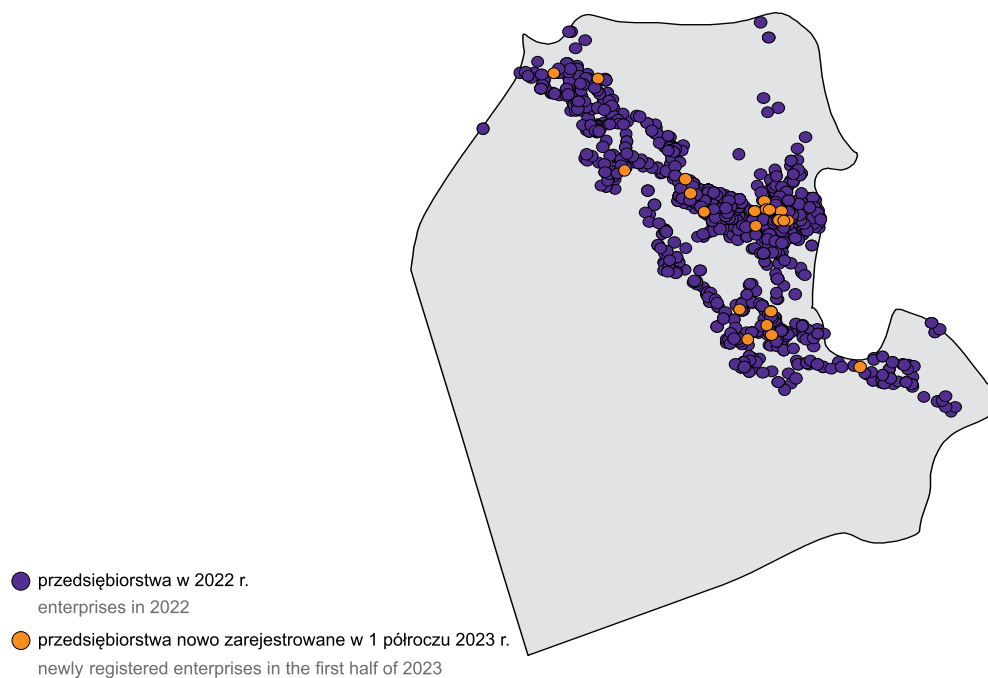 przedsiębiorstwa w 2022 r.
enterprises in 2022
przedsiębiorstwa nowo zarejestrowane w 1 półroczu 2023 r.
newly registered enterprises in the first half of 2023